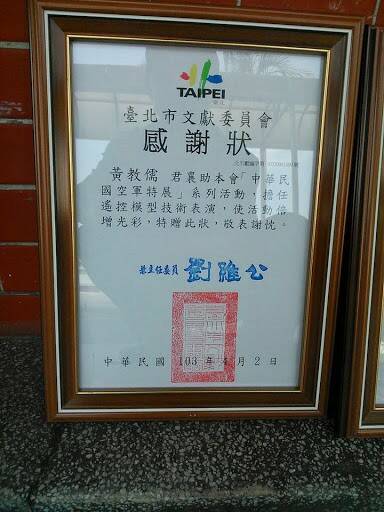 TAIPEI
臺北市文獻委員會
感謝狀
黃教儒 君襄助本會「中華民
國空軍特展」系列活動,擔任
遙控模型技術表演,使活動倍
增光彩,特贈此狀,敬表謝忱。
兼主任委員 劉維公
中華民國 103 年 4 月 2 日